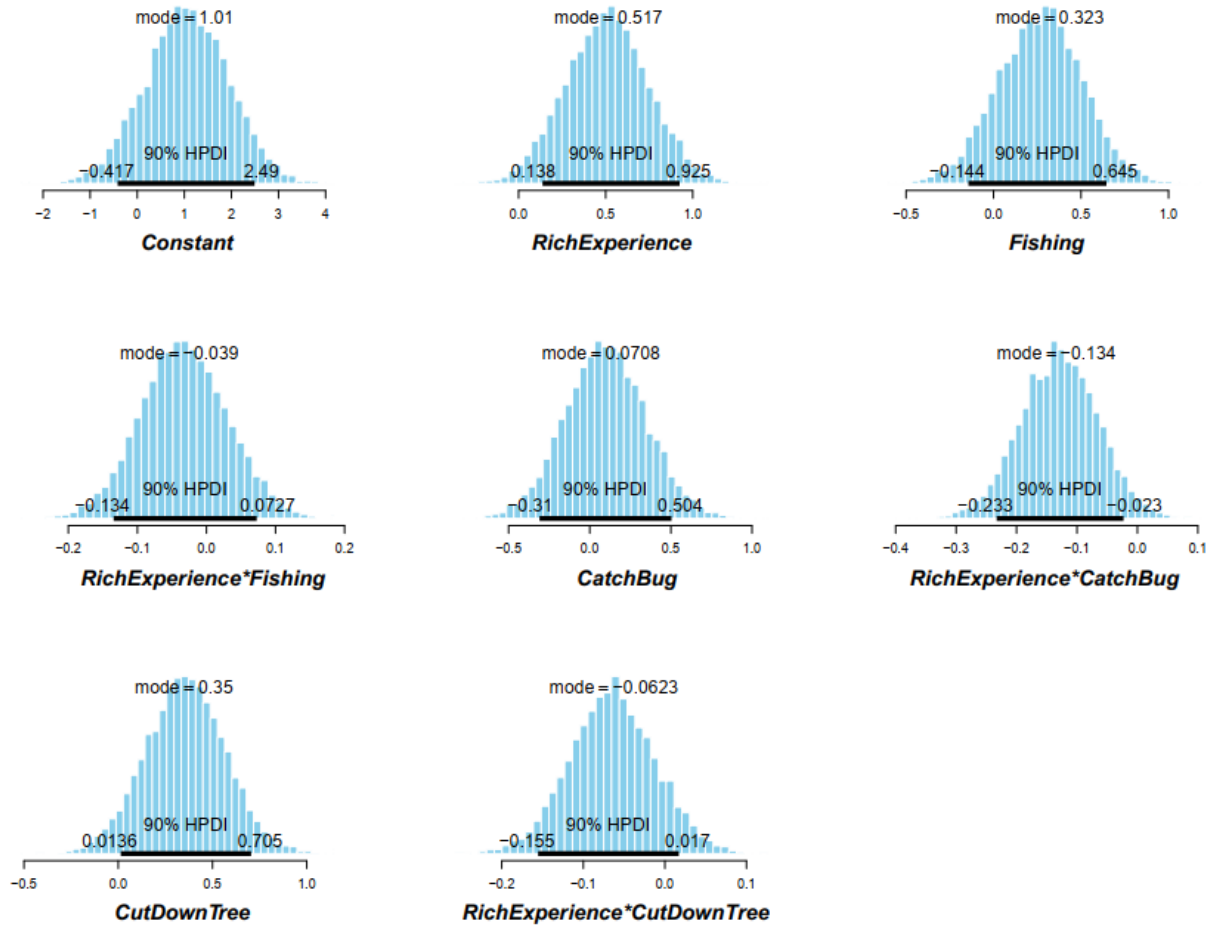 mode = 1.01
90% HPDI
−0.417 2.49
−2 −1 0 1 2 3 4
Constant
mode = 0.517
90% HPDI
0.138 0.925
0.0 0.5 1.0
RichExperience
mode = 0.323
90% HPDI
−0.144 0.645
−0.5 0.0 0.5 1.0
Fishing
mode = −0.039
90% HPDI
−0.134 0.0727
−0.2 −0.1 0.0 0.1 0.2
RichExperience*Fishing
mode = 0.0708
90% HPDI
−0.31 0.504
−0.5 0.0 0.5 1.0
CatchBug
mode = −0.134
90% HPDI
−0.233 −0.023
−0.4 −0.3 −0.2 −0.1 0.0 0.1
RichExperience*CatchBug
mode = 0.35
90% HPDI
0.0136 0.705
−0.5 0.0 0.5 1.0
CutDownTree
mode = −0.0623
90% HPDI
−0.155 0.017
−0.2 −0.1 0.0 0.1
RichExperience*CutDownTree